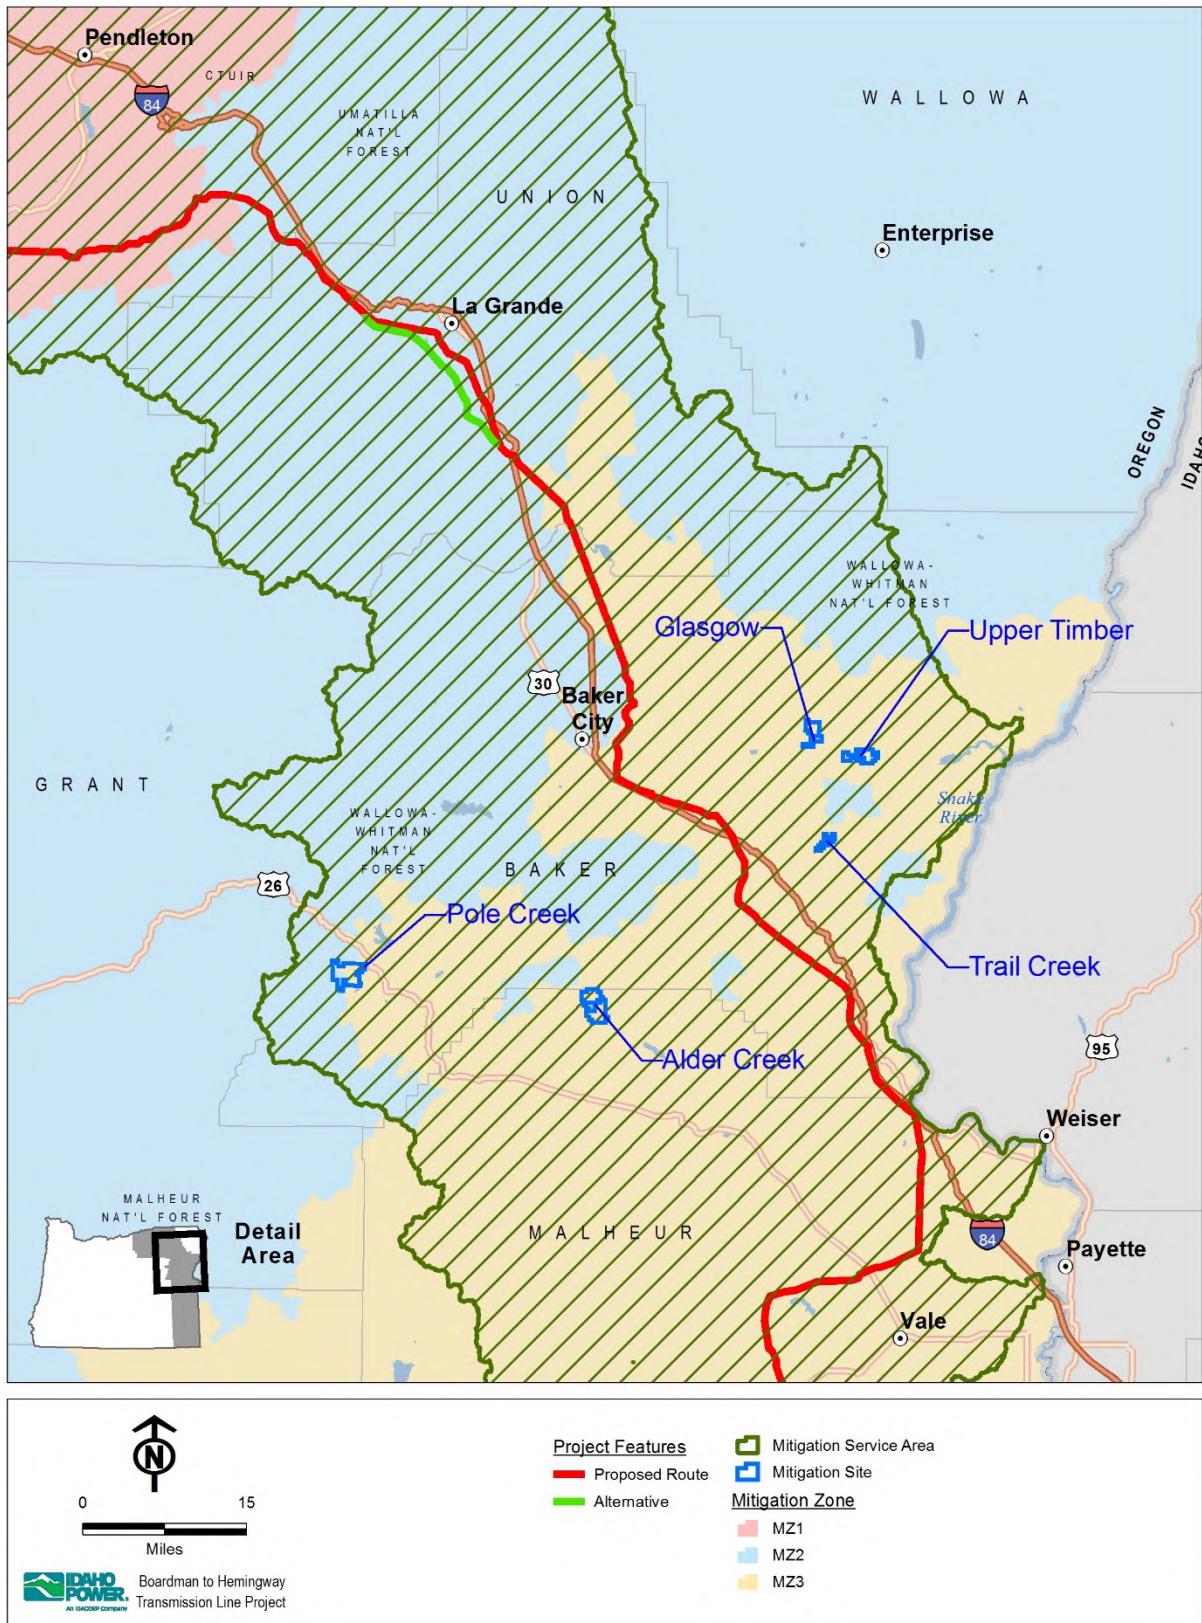 Pendleton
CTUIR
84
UMATILLA
NAT'L
FOREST
WALLOWA
UNION
Enterprise
La Grande
OREGON
IDAHO
WALLOWA-
WHITMAN
NAT'L FOREST
Glasgow
Upper Timber
30
Baker
City
GRANT
Snake
River
WALLOWA-
WHITMAN
NAT'L
FOREST
BAKER
26
Pole Creek
Trail Creek
Alder Creek
95
Weiser
MALHEUR
NAT'L FOREST
Detail
Area
MALHEUR
84
Payette
Vale
N
0 15
Miles
IDAHO
POWER.
An IDACORP Company
Boardman to Hemingway
Transmission Line Project
Project Features
Proposed Route
Alternative
Mitigation Service Area
Mitigation Site
Mitigation Zone
MZ1
MZ2
MZ3